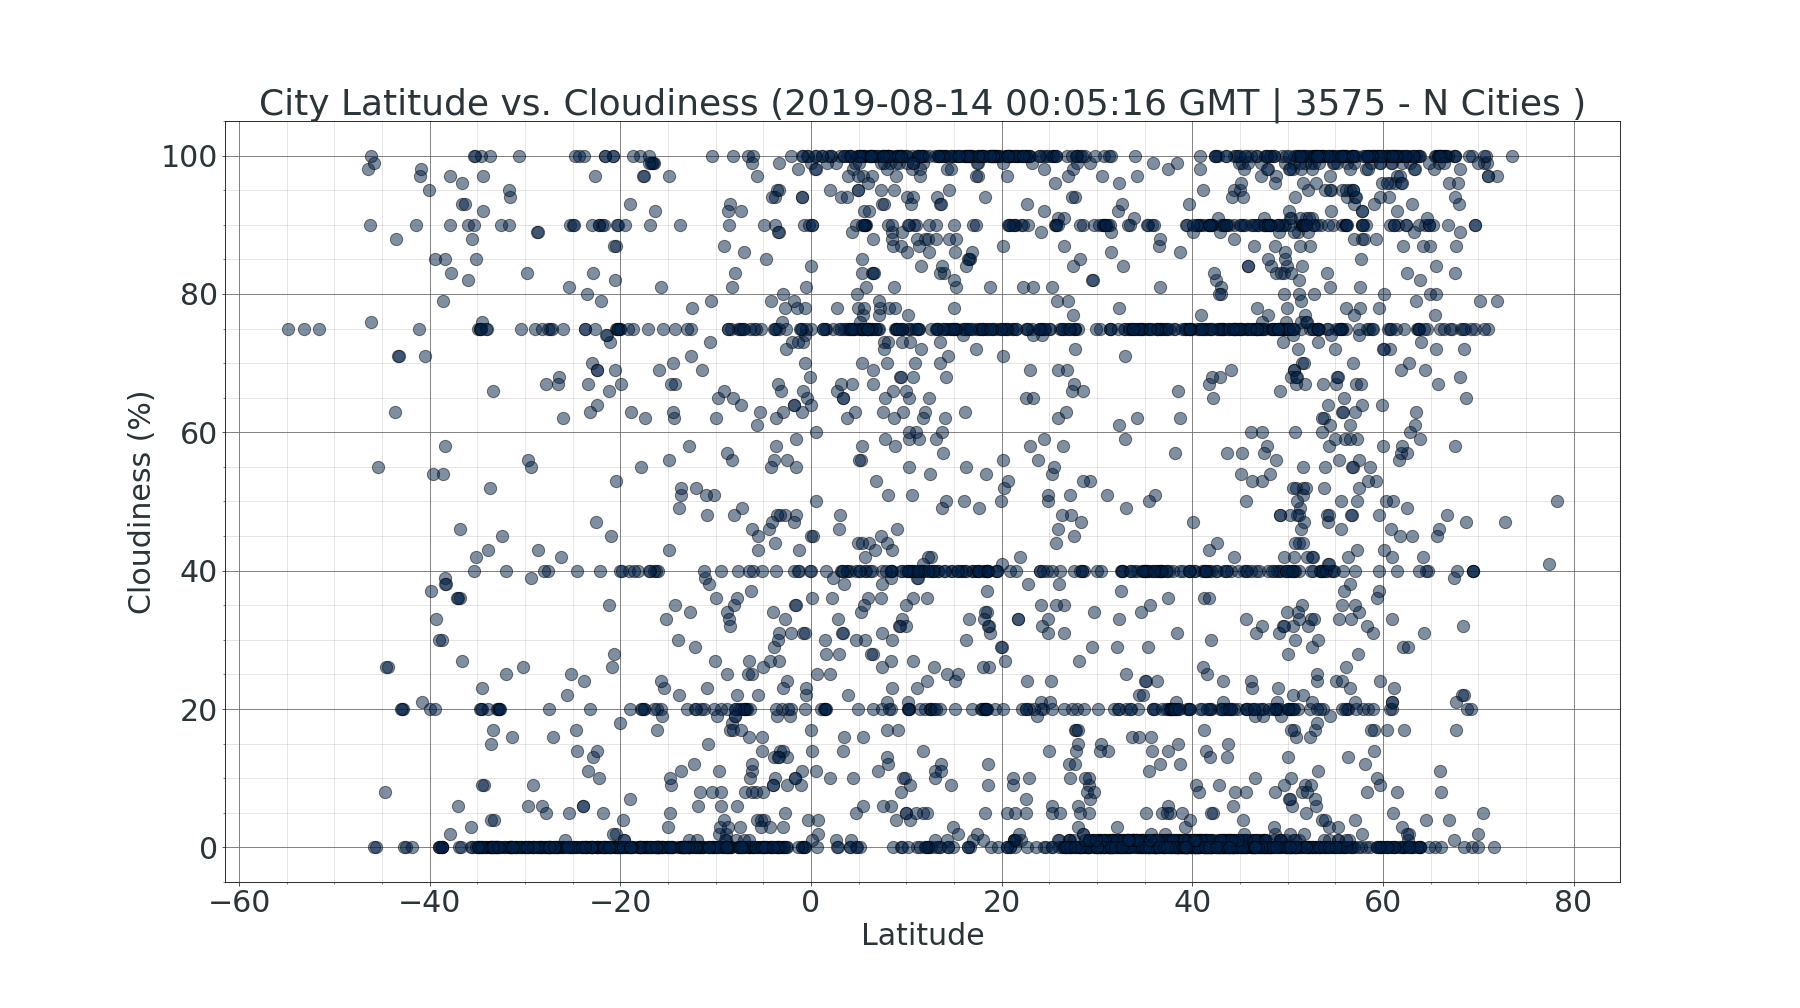 City Latitude vs. Cloudiness (2019-08-14 00:05:16 GMT | 3575 - N Cities )
100
80
60
40
20
0
Cloudiness (%)
−60 −40 −20 0 20 40 60 80
Latitude